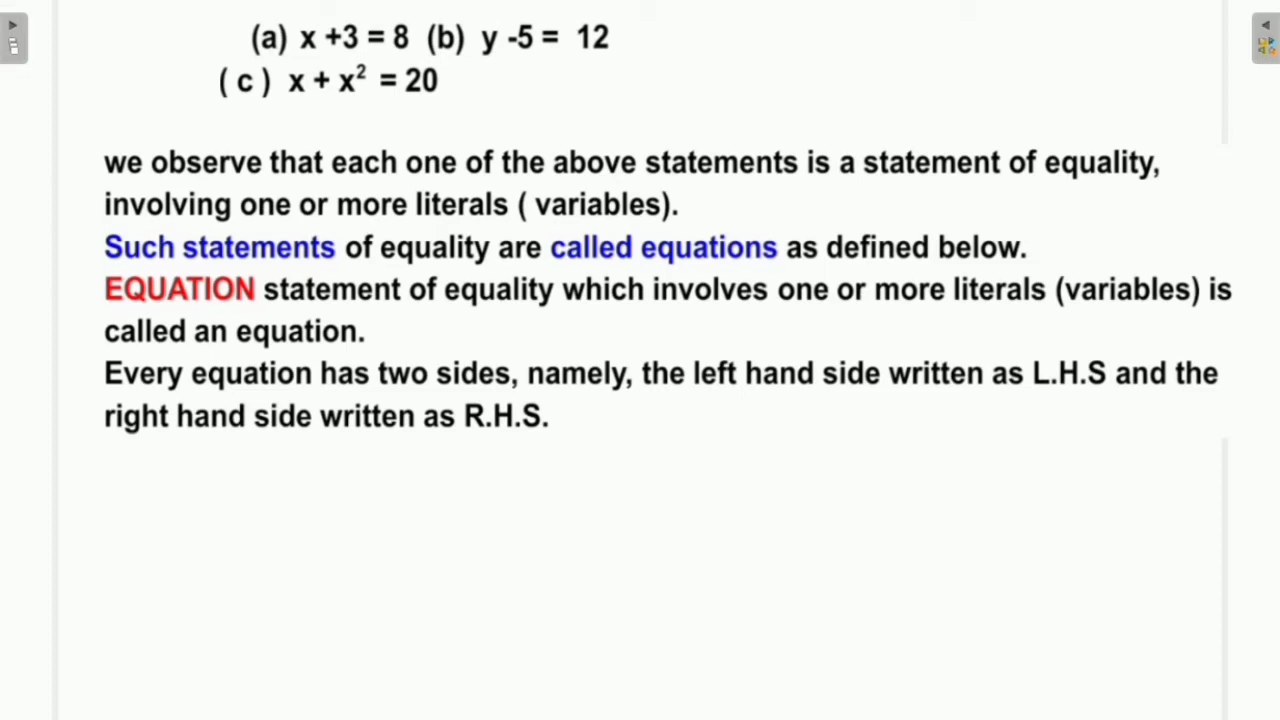 (a) x +3 = 8 (b) y -5 = 12
( c ) x + x² = 20
we observe that each one of the above statements is a statement of equality,
involving one or more literals ( variables).
Such statements of equality are called equations as defined below.
EQUATION statement of equality which involves one or more literals (variables) is
called an equation.
Every equation has two sides, namely, the left hand side written as L.H.S and the
right hand side written as R.H.S.